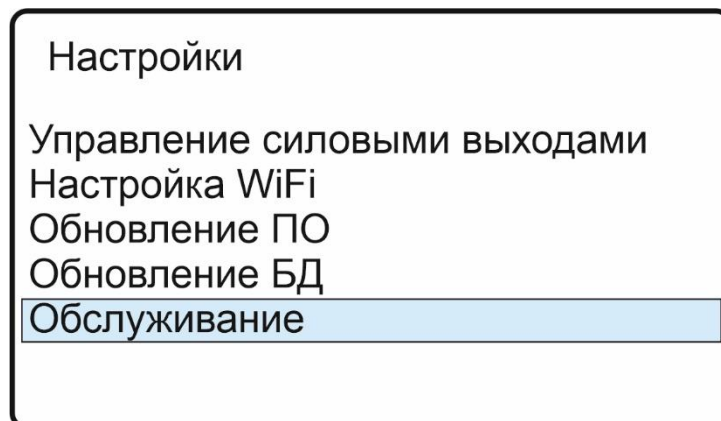 Настройки
Управление силовыми выходами
Настройка WiFi
Обновление ПО
Обновление БД
Обслуживание